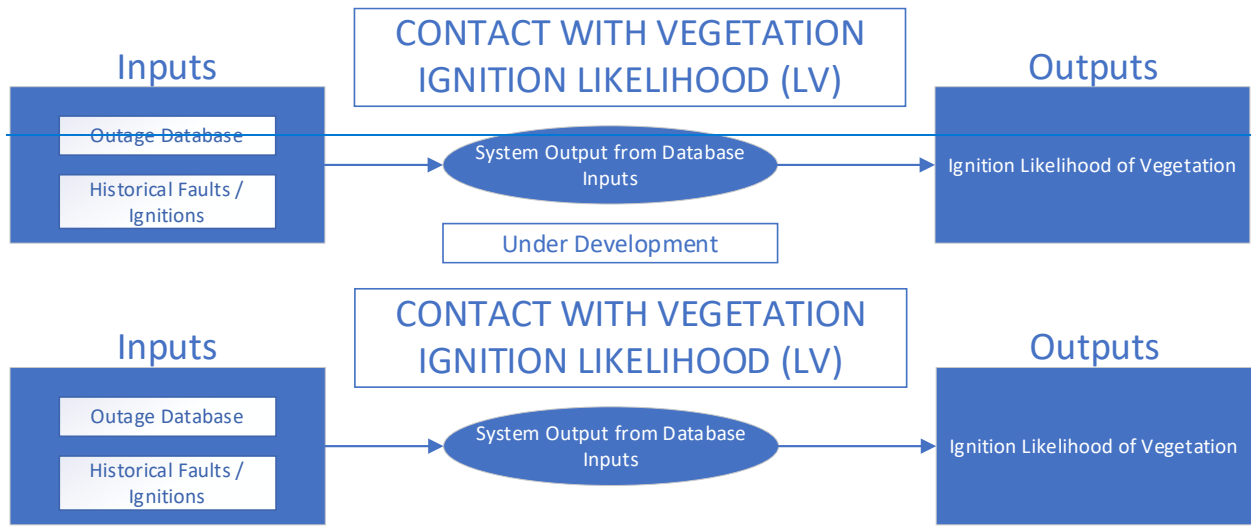 CONTACT WITH VEGETATION
IGNITION LIKELIHOOD (LV)
Inputs
Outputs
Outage Database
Historical Faults /
Ignitions
System Output from Database
Inputs
Ignition Likelihood of Vegetation
Under Development
CONTACT WITH VEGETATION
IGNITION LIKELIHOOD (LV)
Inputs
Outputs
Outage Database
Historical Faults /
Ignitions
System Output from Database
Inputs
Ignition Likelihood of Vegetation